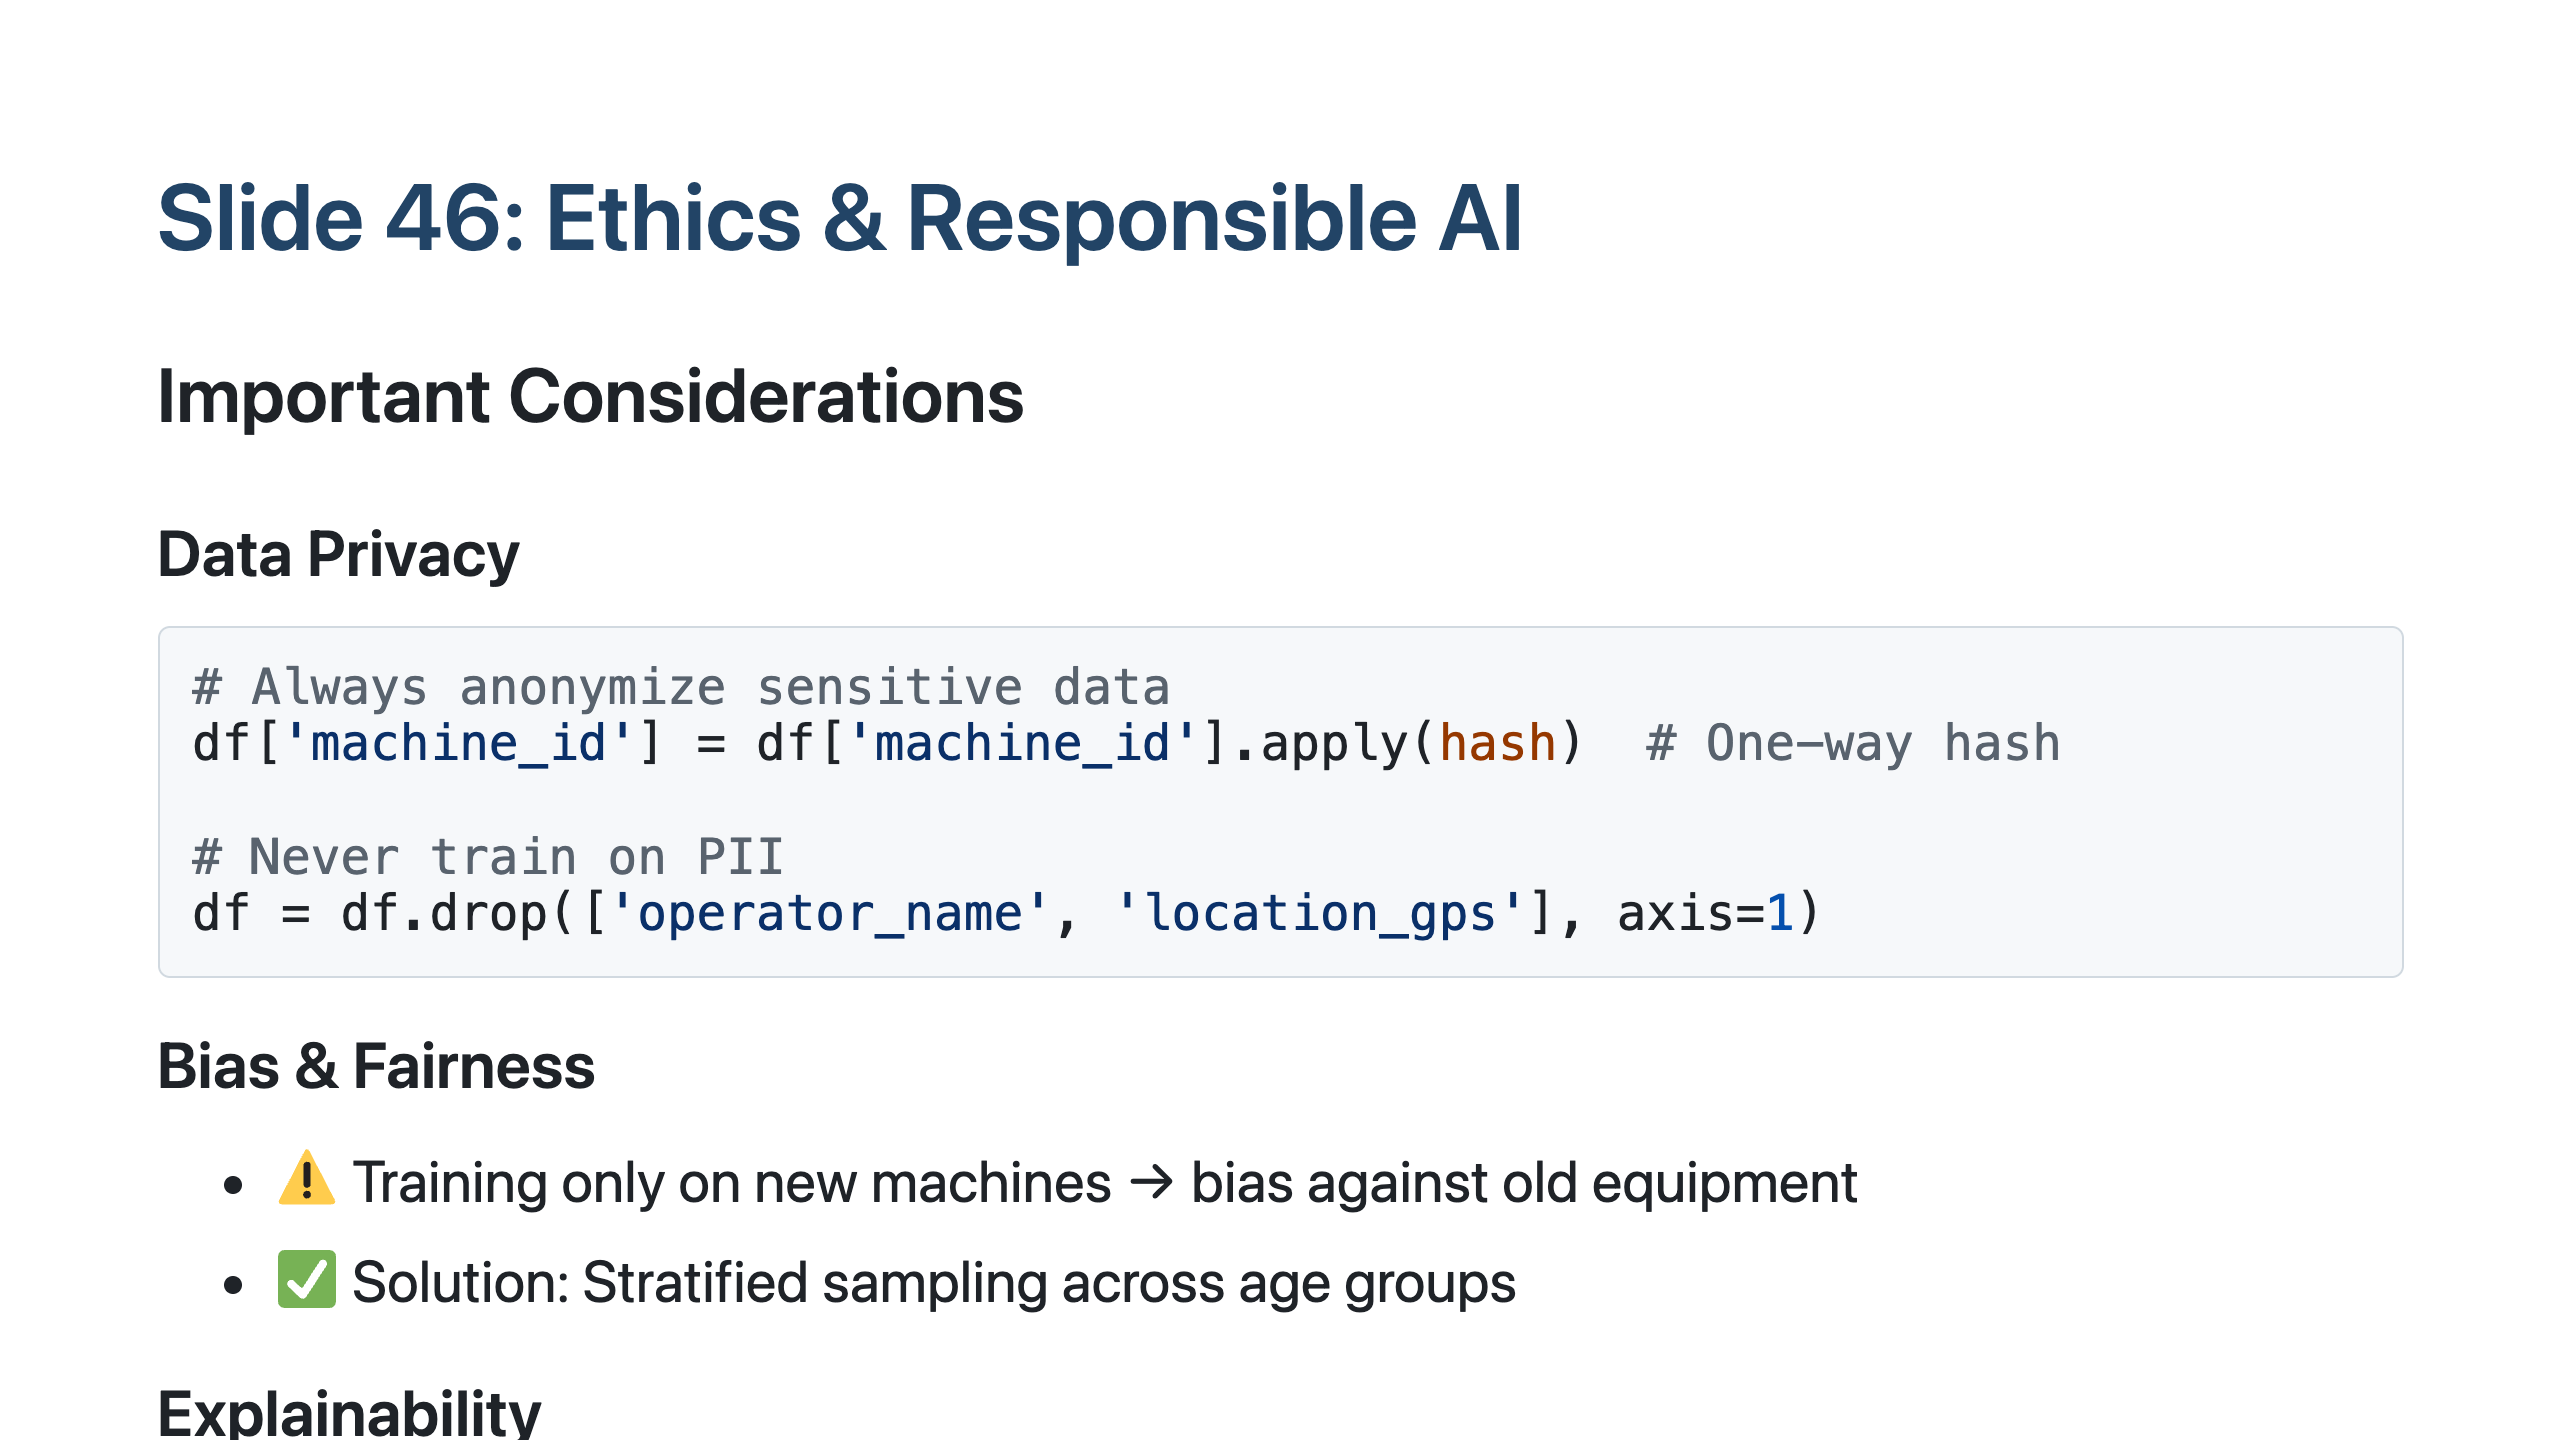 Slide 46: Ethics & Responsible AI
Important Considerations
Data Privacy
# Always anonymize sensitive data
df['machine_id'] = df['machine_id'].apply(hash)  # One-way hash
# Never train on PII
df = df.drop(['operator_name', 'location_gps'], axis=1)
Bias & Fairness
• ⚠️ Training only on new machines → bias against old equipment
• ✅ Solution: Stratified sampling across age groups
Explainability